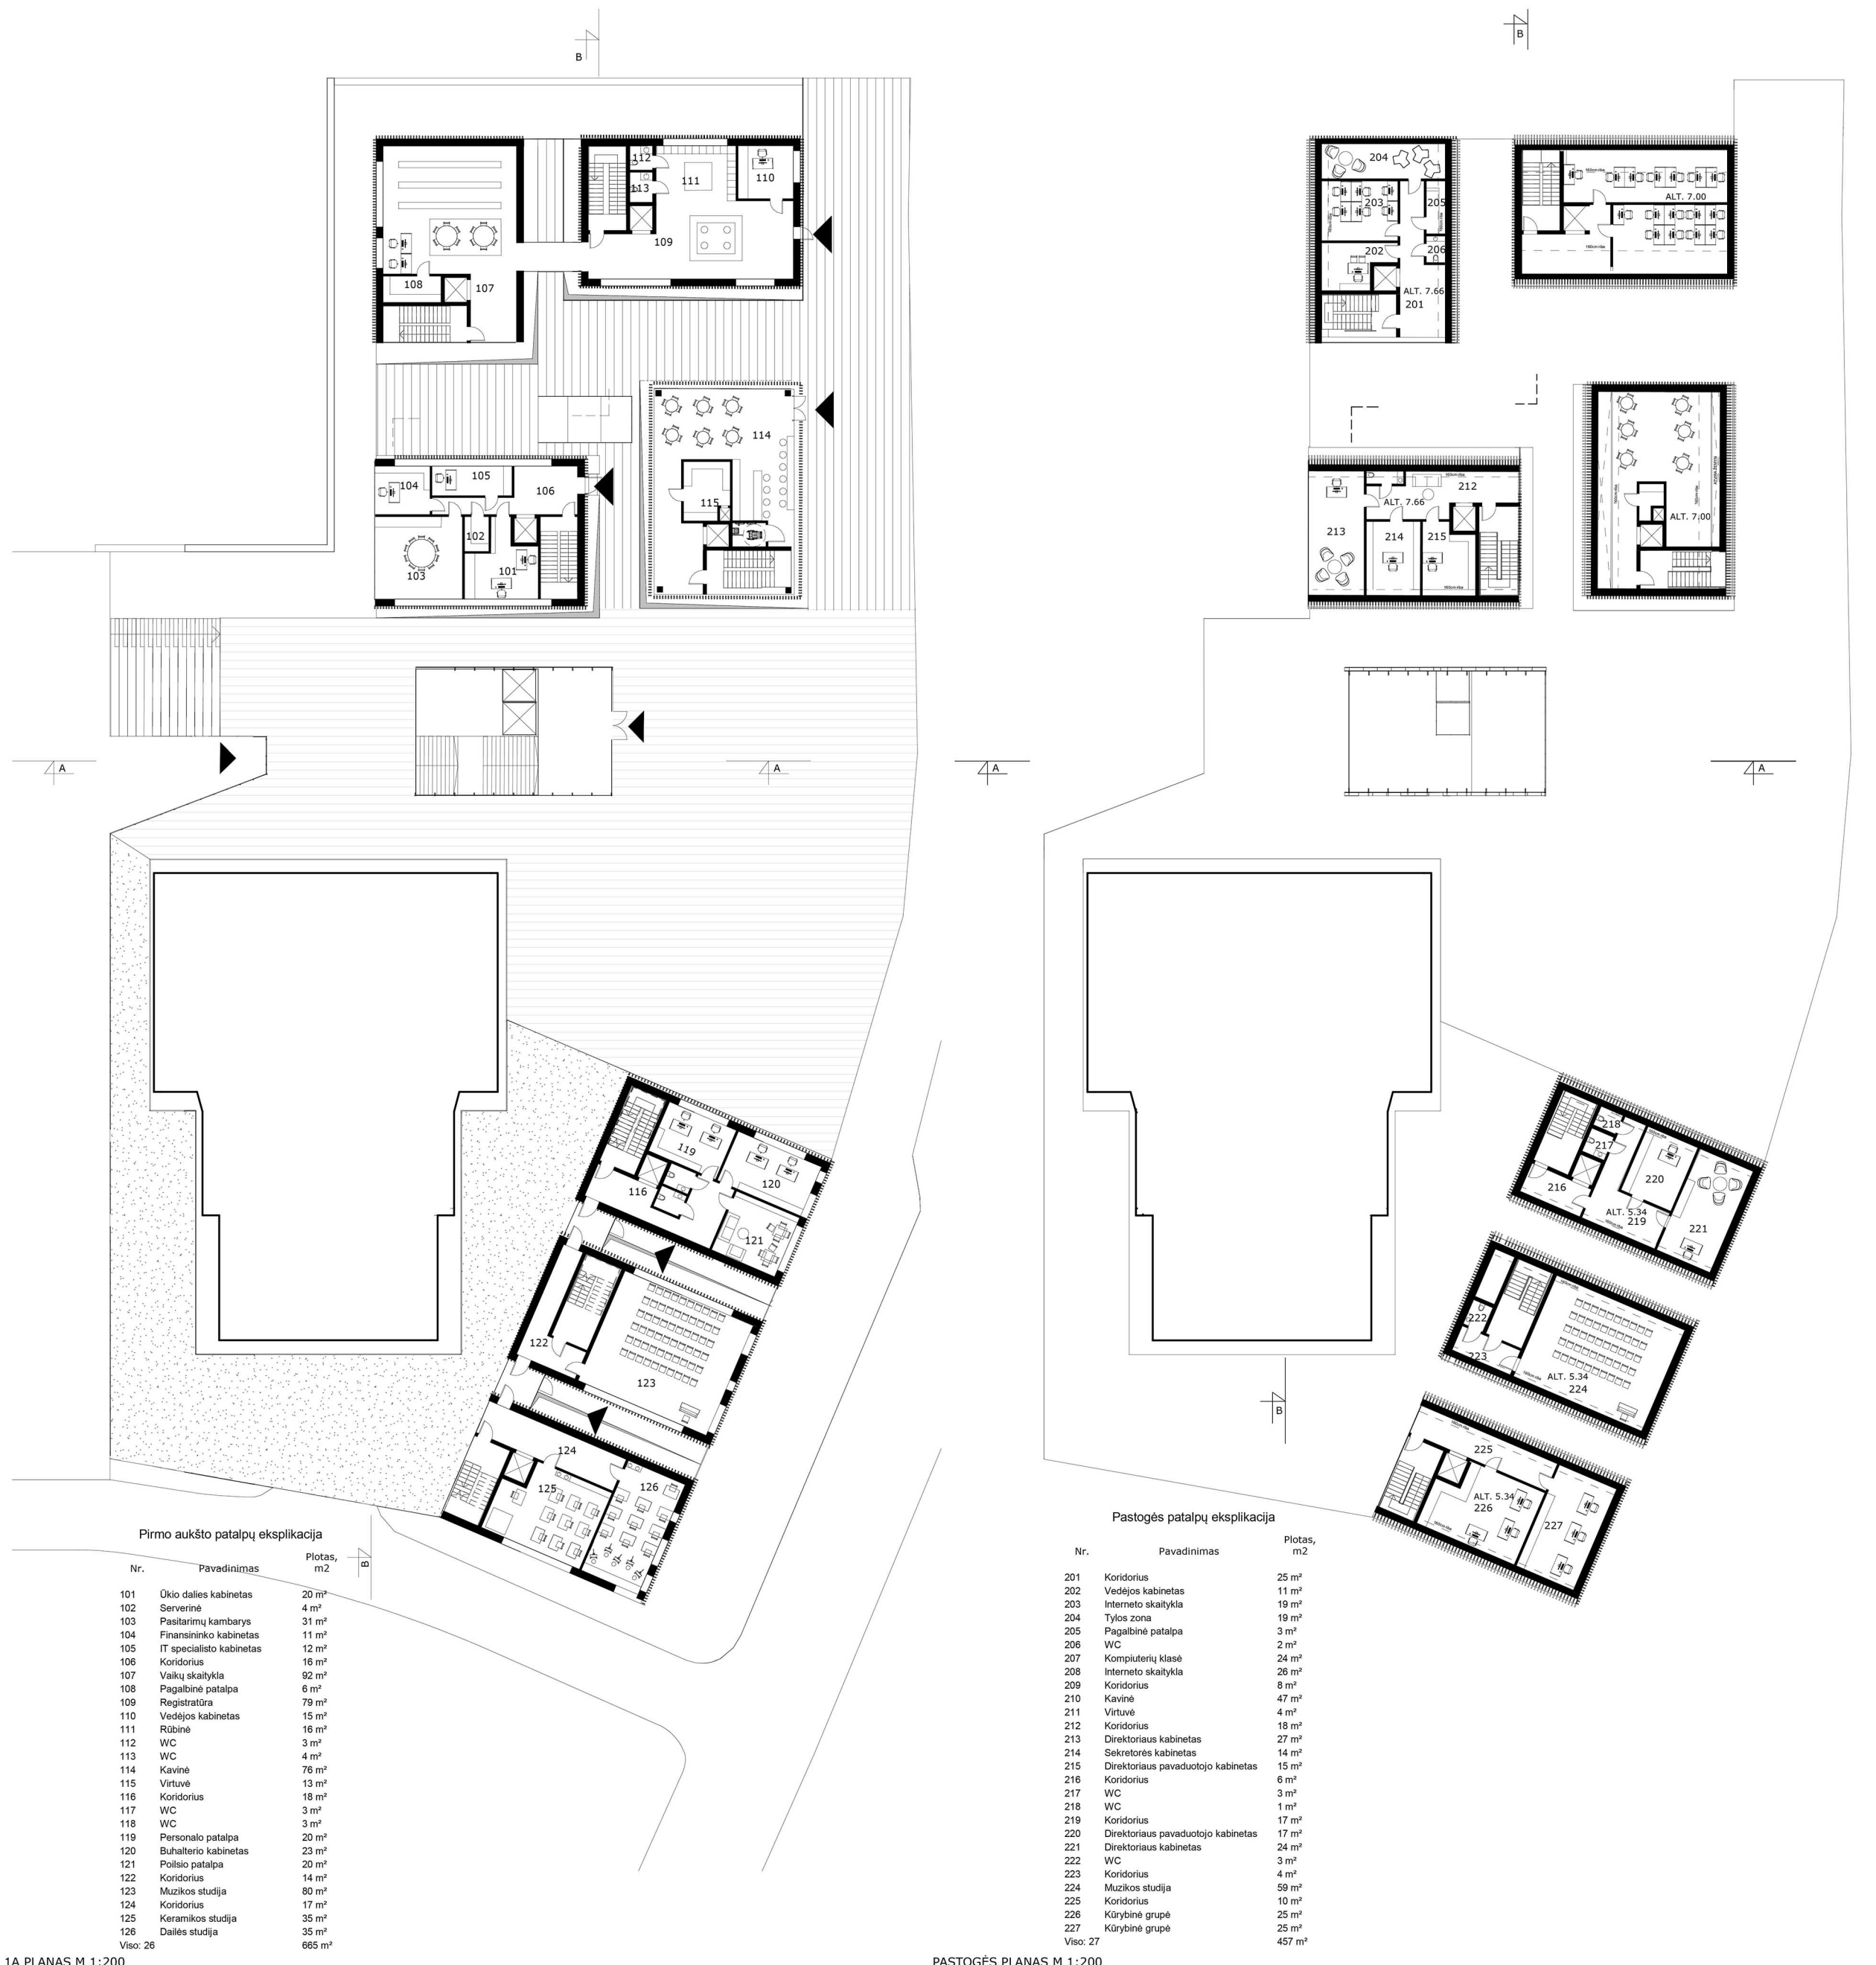 B
112
113
111
110
109
108
107
114
115
104
105
106
102
103
101
A
A
119
120
116
121
122
123
124
125
126
Pirmo aukšto patalpų eksplikacija
Nr. Pavadinimas Plotas, m2
101 Ūkio dalies kabinetas 20 m²
102 Serverinė 4 m²
103 Pasitarimų kambarys 31 m²
104 Finansininko kabinetas 11 m²
105 IT specialisto kabinetas 12 m²
106 Koridorius 16 m²
107 Vaikų skaitykla 92 m²
108 Pagalbinė patalpa 6 m²
109 Registratūra 79 m²
110 Vedėjos kabinetas 15 m²
111 Rūbinė 16 m²
112 WC 3 m²
113 WC 4 m²
114 Kavinė 76 m²
115 Virtuvė 13 m²
116 Koridorius 18 m²
117 WC 3 m²
118 WC 3 m²
119 Personalo patalpa 20 m²
120 Buhalterio kabinetas 23 m²
121 Poilsio patalpa 20 m²
122 Koridorius 14 m²
123 Muzikos studija 80 m²
124 Koridorius 17 m²
125 Keramikos studija 35 m²
126 Dailės studija 35 m²
Viso: 26 665 m²
B
1A PLANAS M 1:200
B
204
203
205
202
206
ALT. 7.66
201
ALT. 7.00
ALT. 7.00
212
ALT. 7.66
213
214
215
A
A
218
217
216
220
ALT. 5.34
219
221
222
223
ALT. 5.34
224
B
225
ALT. 5.34
226
227
Pastogės patalpų eksplikacija
Nr. Pavadinimas Plotas, m2
201 Koridorius 25 m²
202 Vedėjos kabinetas 11 m²
203 Interneto skaitykla 19 m²
204 Tylos zona 19 m²
205 Pagalbinė patalpa 3 m²
206 WC 2 m²
207 Kompiuterių klasė 24 m²
208 Interneto skaitykla 26 m²
209 Koridorius 8 m²
210 Kavinė 47 m²
211 Virtuvė 4 m²
212 Koridorius 18 m²
213 Direktoriaus kabinetas 27 m²
214 Sekretorės kabinetas 14 m²
215 Direktoriaus pavaduotojo kabinetas 15 m²
216 Koridorius 6 m²
217 WC 3 m²
218 WC 1 m²
219 Koridorius 17 m²
220 Direktoriaus pavaduotojo kabinetas 17 m²
221 Direktoriaus kabinetas 24 m²
222 WC 3 m²
223 Koridorius 4 m²
224 Muzikos studija 59 m²
225 Koridorius 10 m²
226 Kūrybinė grupė 25 m²
227 Kūrybinė grupė 25 m²
Viso: 27 457 m²
PASTOGĖS PLANAS M 1:200